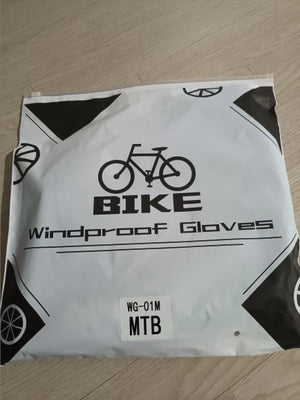 BIKE
Windproof Gloves
WG-01M
MTB